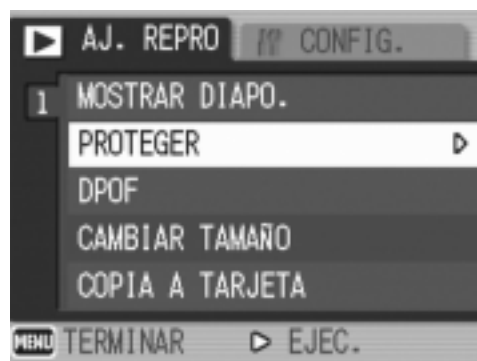 AJ. REPRO CONFIG.
1 MOSTRAR DIAPO.
PROTEGER
DPOF
CAMBIAR TAMAÑO
COPIA A TARJETA
MENU TERMINAR EJEC.